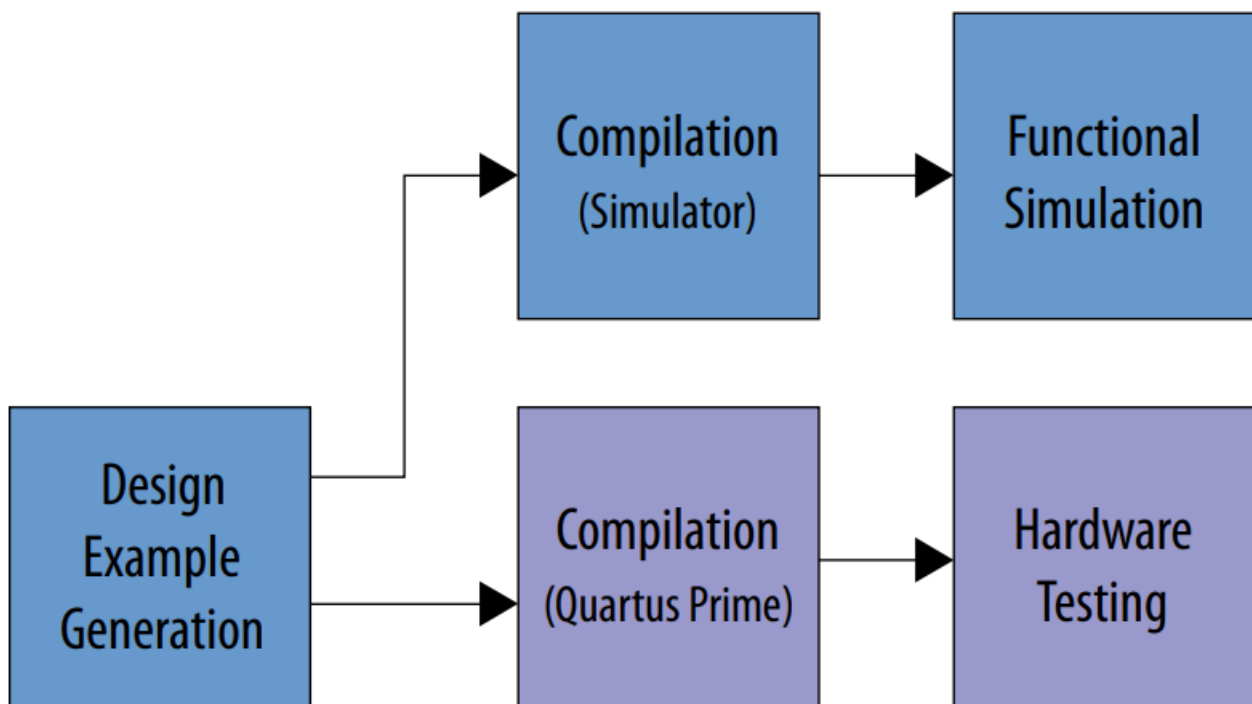 Compilation
(Simulator)
Functional
Simulation
Design
Example
Generation
Compilation
(Quartus Prime)
Hardware
Testing